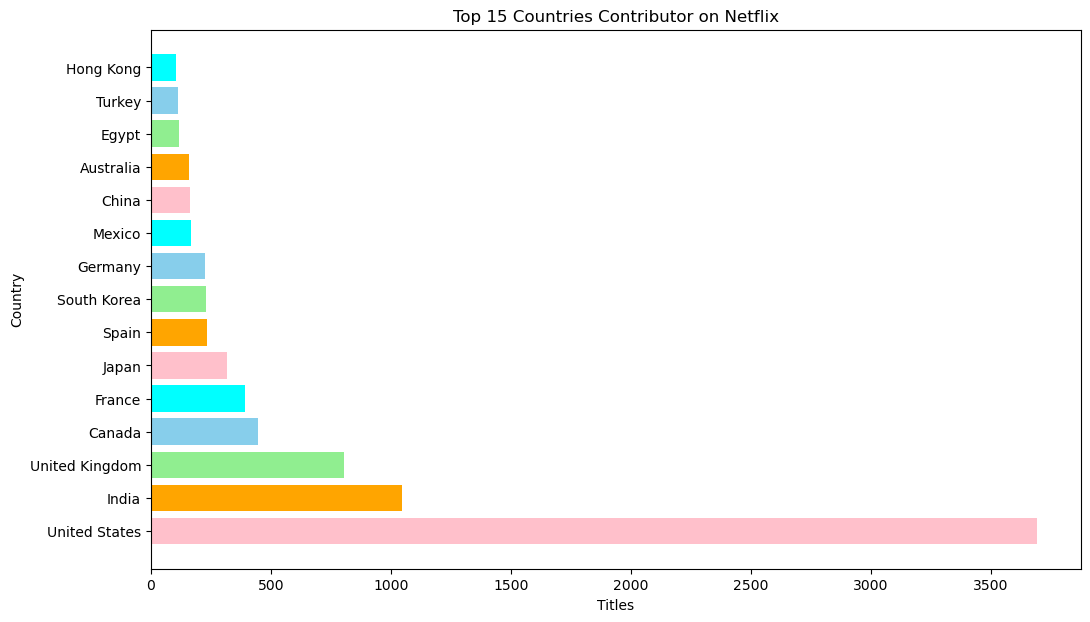 Top 15 Countries Contributor on Netflix
Country
Hong Kong
Turkey
Egypt
Australia
China
Mexico
Germany
South Korea
Spain
Japan
France
Canada
United Kingdom
India
United States
0 500 1000 1500 2000 2500 3000 3500
Titles